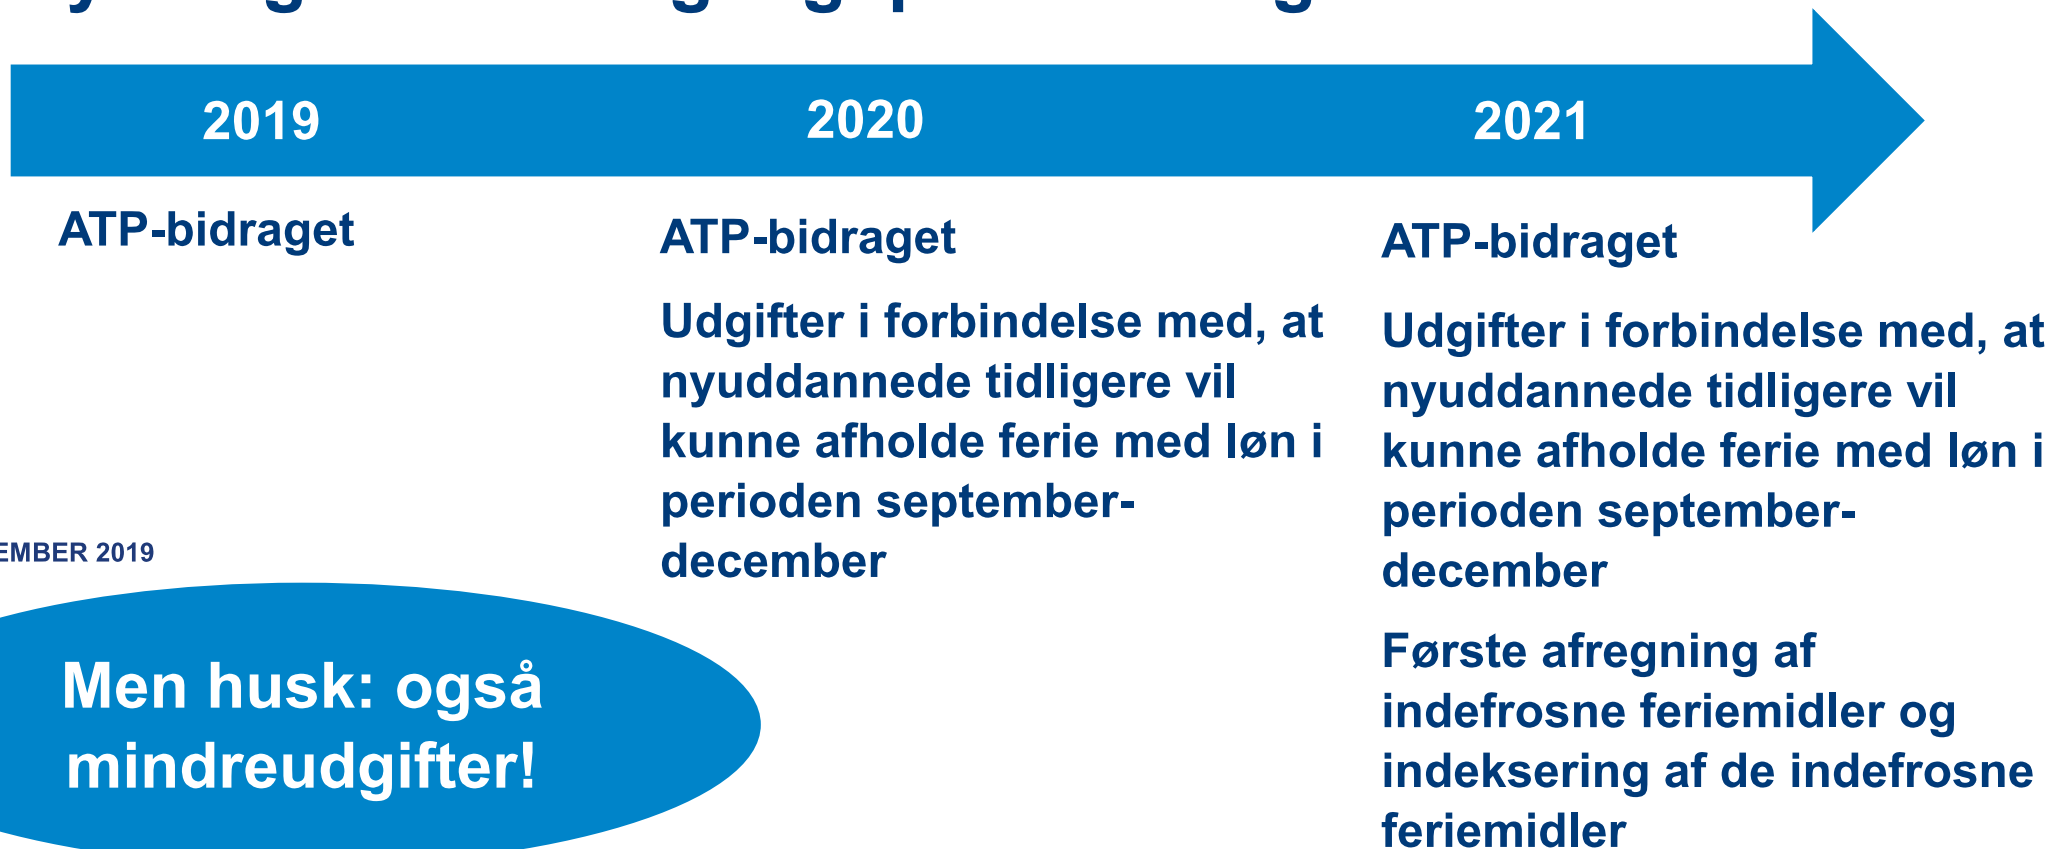 2019
2020
2021
ATP-bidraget
ATP-bidraget
Udgifter i forbindelse med, at
nyuddannede tidligere vil
kunne afholde ferie med løn i
perioden september-
december
ATP-bidraget
Udgifter i forbindelse med, at
nyuddannede tidligere vil
kunne afholde ferie med løn i
perioden september-
december
Første afregning af
indefrosne feriemidler og
indeksering af de indefrosne
feriemidler
EMBER 2019
Men husk: også
mindreudgifter!